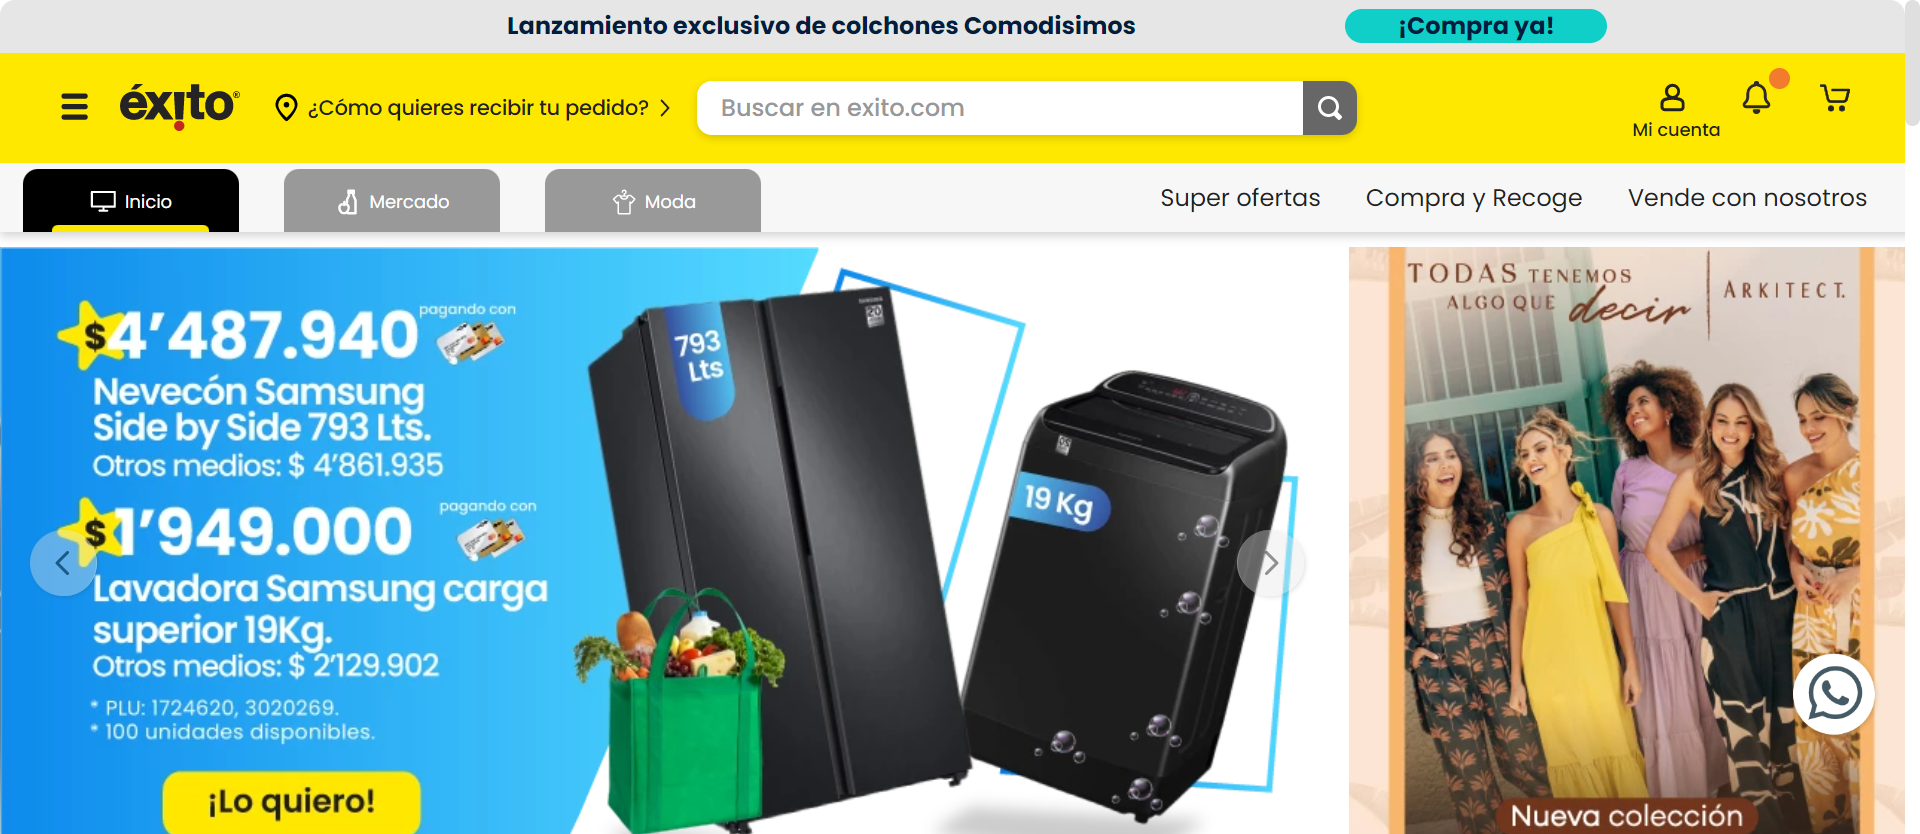 Lanzamiento exclusivo de colchones Comodisimos
¡Compra ya!
éxito®
¿Cómo quieres recibir tu pedido?
Buscar en exito.com
Mi cuenta
Inicio
Mercado
Moda
Super ofertas
Compra y Recoge
Vende con nosotros
$4'487.940
pagando con
Nevecón Samsung
Side by Side 793 Lts.
Otros medios: $ 4'861.935
$1'949.000
pagando con
Lavadora Samsung carga
superior 19Kg.
Otros medios: $ 2'129.902
* PLU: 1724620, 3020269.
* 100 unidades disponibles.
¡Lo quiero!
793
Lts
20
19 Kg
TODAS TENEMOS
ALGO QUE decir
ARKITECT.
Nueva colección